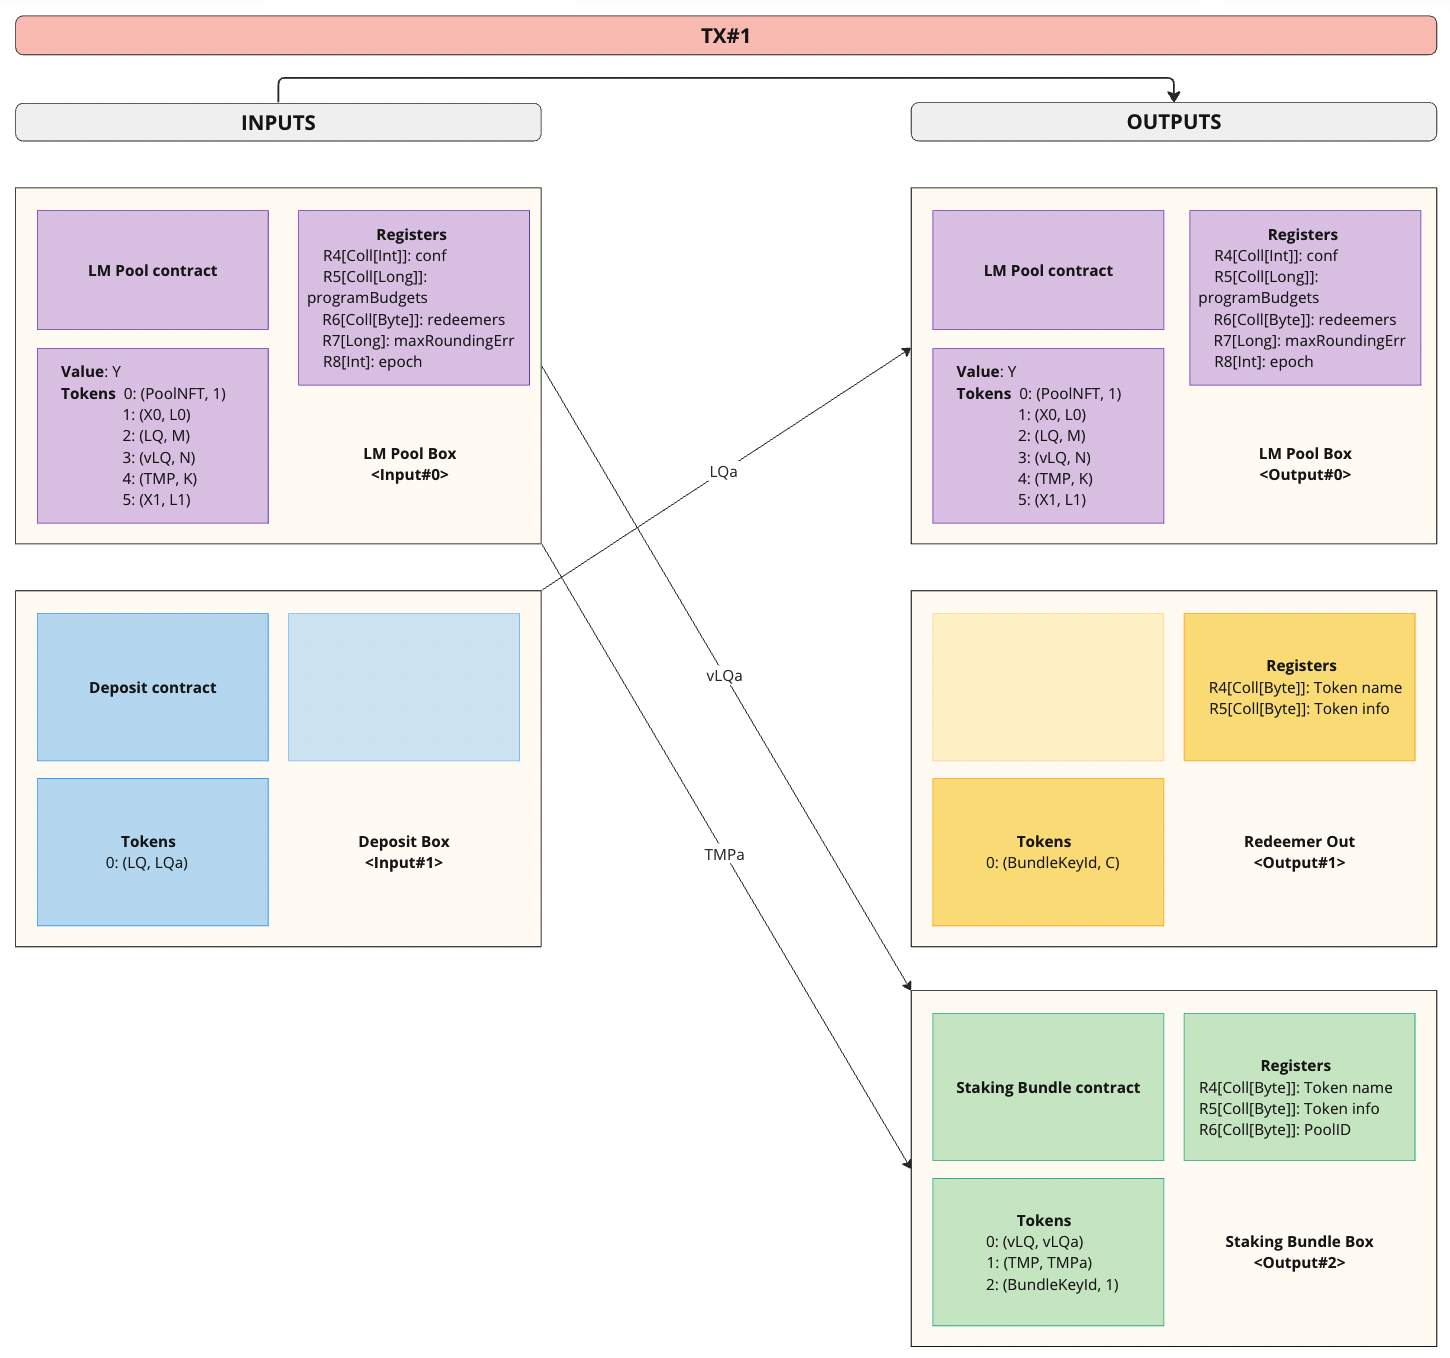 TX#1
INPUTS
OUTPUTS
LM Pool contract
Registers
R4[Coll[Int]]: conf
R5[Coll[Long]]:
programBudgets
R6[Coll[Byte]]: redeemers
R7[Long]: maxRoundingErr
R8[Int]: epoch
Value: Y
Tokens 0: (PoolNFT, 1)
1: (X0, L0)
2: (LQ, M)
3: (vLQ, N)
4: (TMP, K)
5: (X1, L1)
LM Pool Box
<Input#0>
LM Pool contract
Registers
R4[Coll[Int]]: conf
R5[Coll[Long]]:
programBudgets
R6[Coll[Byte]]: redeemers
R7[Long]: maxRoundingErr
R8[Int]: epoch
Value: Y
Tokens 0: (PoolNFT, 1)
1: (X0, L0)
2: (LQ, M)
3: (vLQ, N)
4: (TMP, K)
5: (X1, L1)
LM Pool Box
<Output#0>
LQa
vLQa
TMPa
Deposit contract
Tokens
0: (LQ, LQa)
Deposit Box
<Input#1>
Registers
R4[Coll[Byte]]: Token name
R5[Coll[Byte]]: Token info
Tokens
0: (BundleKeyId, C)
Redeemer Out
<Output#1>
Staking Bundle contract
Registers
R4[Coll[Byte]]: Token name
R5[Coll[Byte]]: Token info
R6[Coll[Byte]]: PoolID
Tokens
0: (vLQ, vLQa)
1: (TMP, TMPa)
2: (BundleKeyId, 1)
Staking Bundle Box
<Output#2>